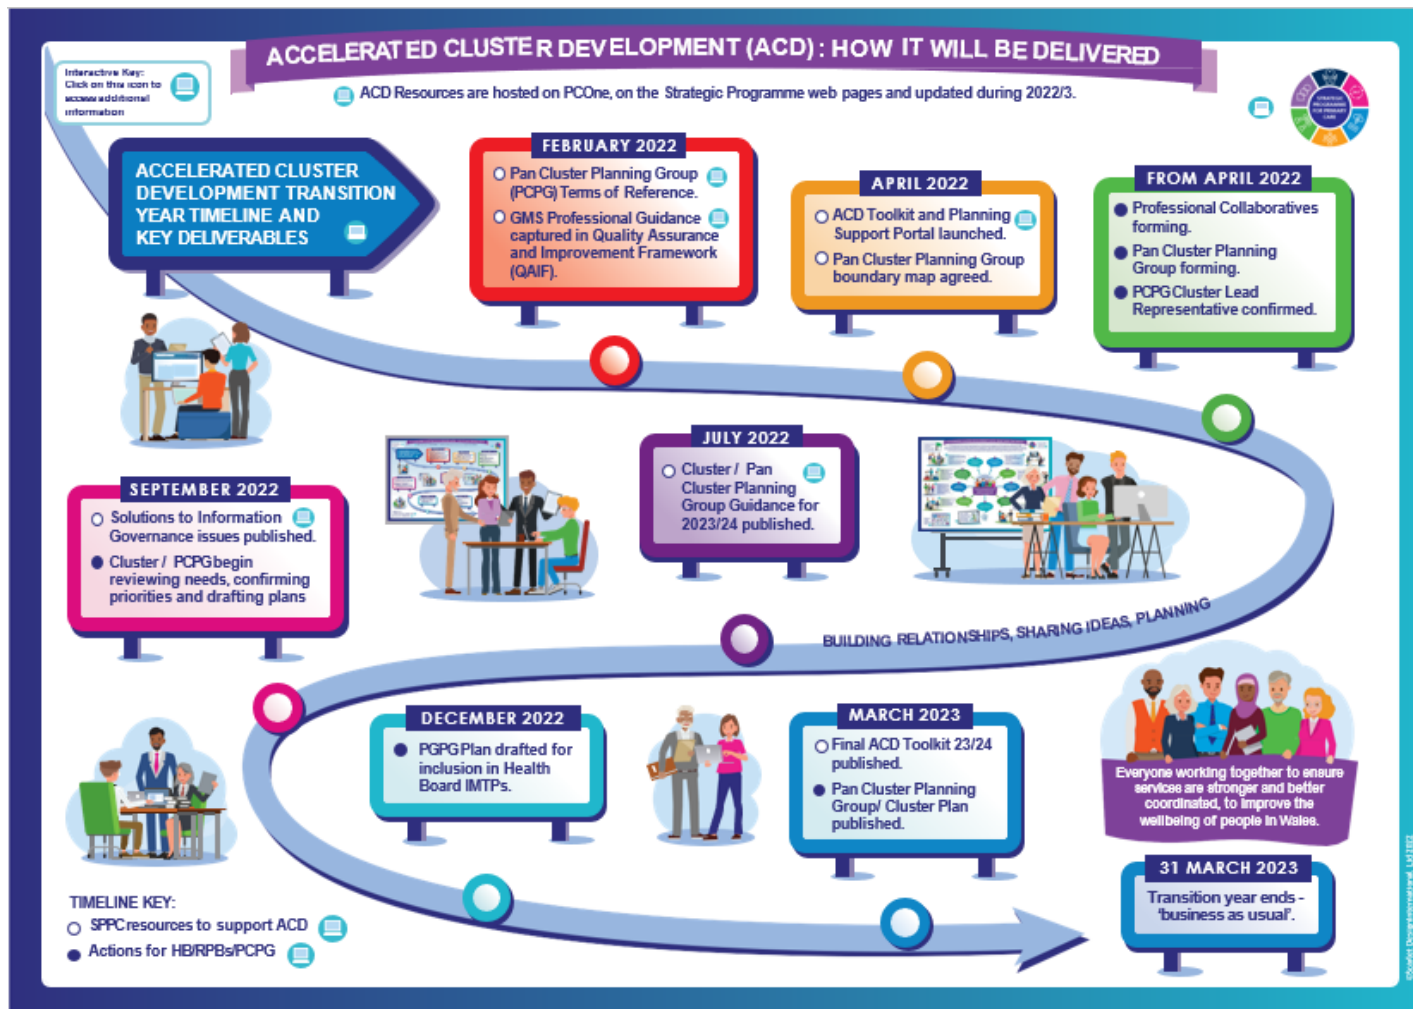 ACCELERATED CLUSTER DEVELOPMENT (ACD) : HOW IT WILL BE DELIVERED
Interactive Key:
Click on this icon to
access additional
information
ACD Resources are hosted on PCOne, on the Strategic Programme web pages and updated during 2022/3.
STRATEGIC
PROGRAMME
FOR PRIMARY
CARE
ACCELERATED CLUSTER
DEVELOPMENT TRANSITION
YEAR TIMELINE AND
KEY DELIVERABLES
FEBRUARY 2022
Pan Cluster Planning Group
(PCPG) Terms of Reference.
GMS Professional Guidance
captured in Quality Assurance
and Improvement Framework
(QAIF).
APRIL 2022
ACD Toolkit and Planning
Support Portal launched.
Pan Cluster Planning Group
boundary map agreed.
FROM APRIL 2022
Professional Collaboratives
forming.
Pan Cluster Planning
Group forming.
PCPG Cluster Lead
Representative confirmed.
JULY 2022
Cluster / Pan
Cluster Planning
Group Guidance for
2023/24 published.
SEPTEMBER 2022
Solutions to Information
Governance issues published.
Cluster / PCPG begin
reviewing needs, confirming
priorities and drafting plans
BUILDING RELATIONSHIPS, SHARING IDEAS, PLANNING
DECEMBER 2022
PGPG Plan drafted for
inclusion in Health
Board IMTPs.
MARCH 2023
Final ACD Toolkit 23/24
published.
Pan Cluster Planning
Group/ Cluster Plan
published.
Everyone working together to ensure
services are stronger and better
coordinated, to improve the
wellbeing of people in Wales.
31 MARCH 2023
Transition year ends -
'business as usual'.
TIMELINE KEY:
SPPC resources to support ACD
Actions for HB/RPBs/PCPG